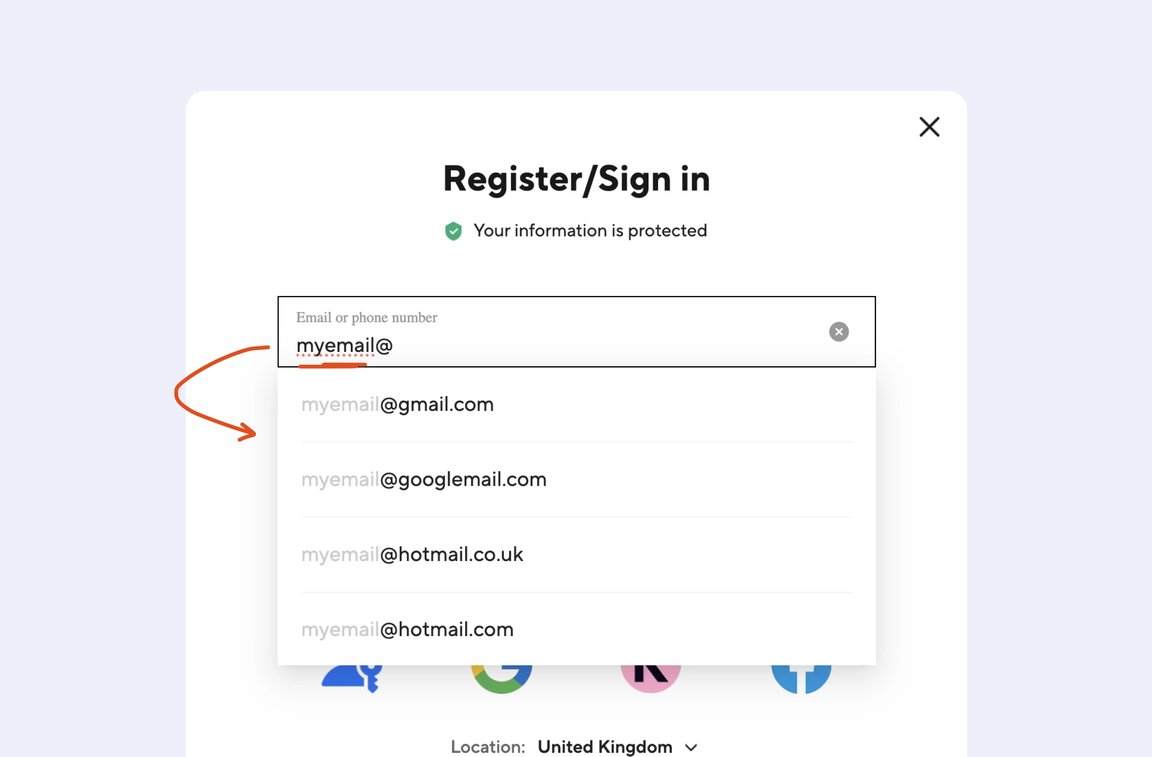 Register/Sign in
Your information is protected
Email or phone number
myemail@
myemail@gmail.com
myemail@googlemail.com
myemail@hotmail.co.uk
myemail@hotmail.com
Location: United Kingdom